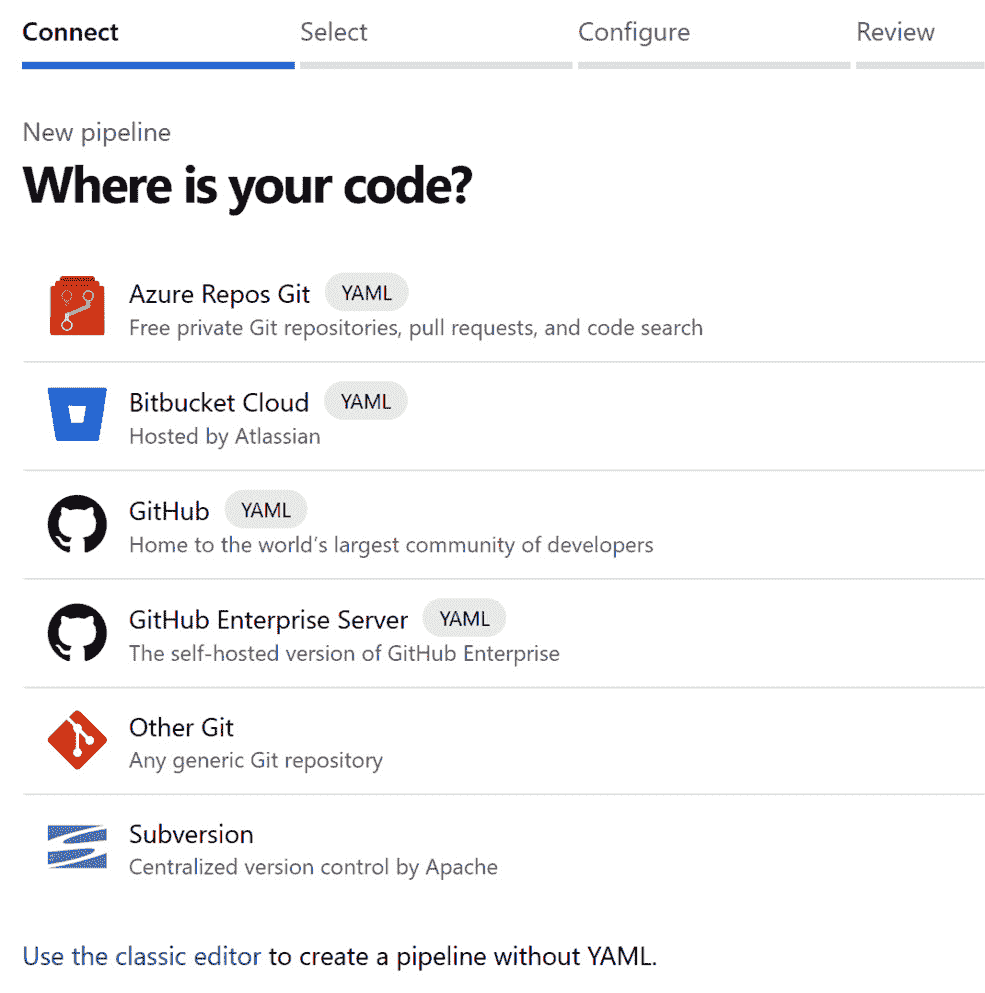 Connect Select Configure Review
New pipeline
Where is your code?
Azure Repos Git YAML
Free private Git repositories, pull requests, and code search
Bitbucket Cloud YAML
Hosted by Atlassian
GitHub YAML
Home to the world's largest community of developers
GitHub Enterprise Server YAML
The self-hosted version of GitHub Enterprise
Other Git
Any generic Git repository
Subversion
Centralized version control by Apache
Use the classic editor to create a pipeline without YAML.